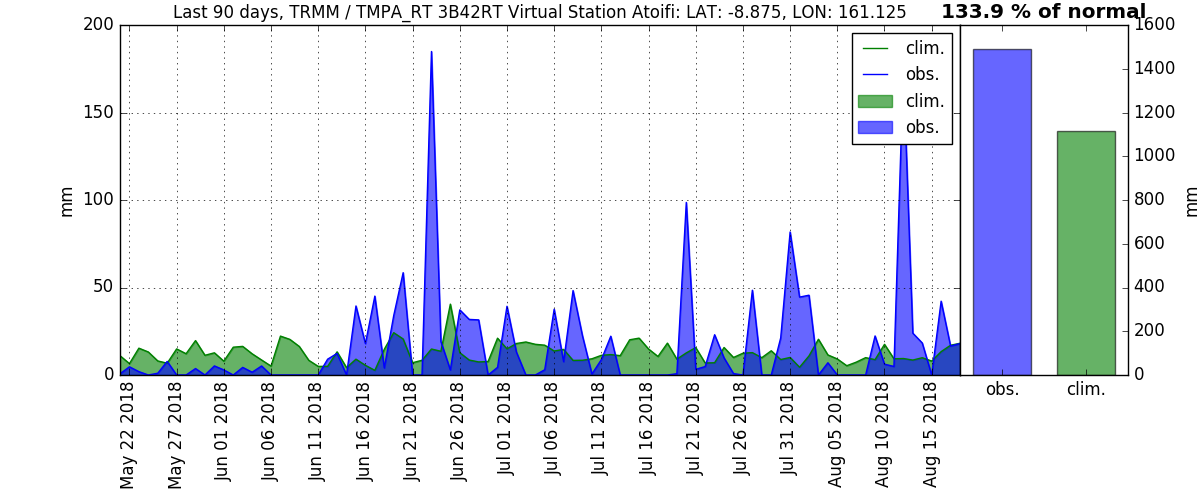 Last 90 days, TRMM / TMPA_RT 3B42RT Virtual Station Atoifi: LAT: -8.875, LON: 161.125
133.9 % of normal
200
150
100
50
0
mm
clim.
obs.
clim.
obs.
1600
1400
1200
1000
800
600
400
200
0
mm
obs.
clim.
May 22 2018
May 27 2018
Jun 01 2018
Jun 06 2018
Jun 11 2018
Jun 16 2018
Jun 21 2018
Jun 26 2018
Jul 01 2018
Jul 06 2018
Jul 11 2018
Jul 16 2018
Jul 21 2018
Jul 26 2018
Jul 31 2018
Aug 05 2018
Aug 10 2018
Aug 15 2018